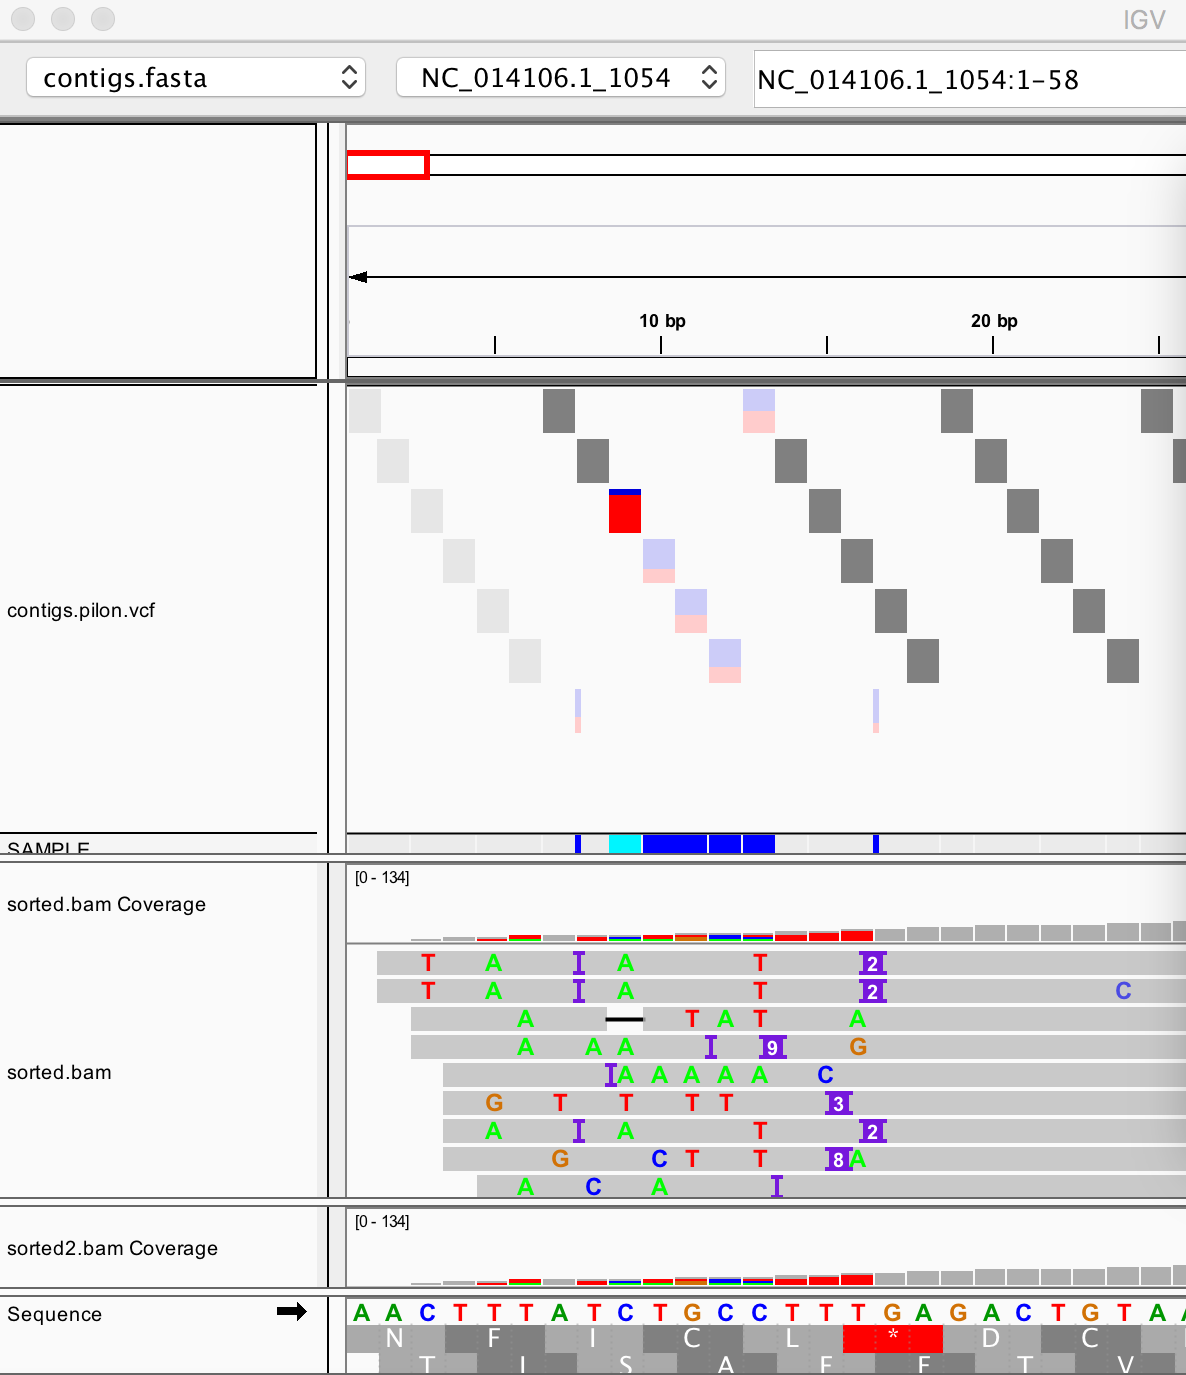 IGV
contigs.fasta NC_014106.1_1054 NC_014106.1_1054:1-58
10 bp 20 bp
contigs.pilon.vcf
SAMPLE
[0 - 134]
sorted.bam Coverage
T A I A T 2
T A I A T 2 C
A T A T A
A A A I 9 G
sorted.bam
I A A A A A C
G T T T T 3
A I A T 2
G C T T 8 A
A C A I
[0 - 134]
sorted2.bam Coverage
Sequence A A C T T T A T C T G C C T T T G A G A C T G T A A
N F I C L * D C
T L S A F E T V